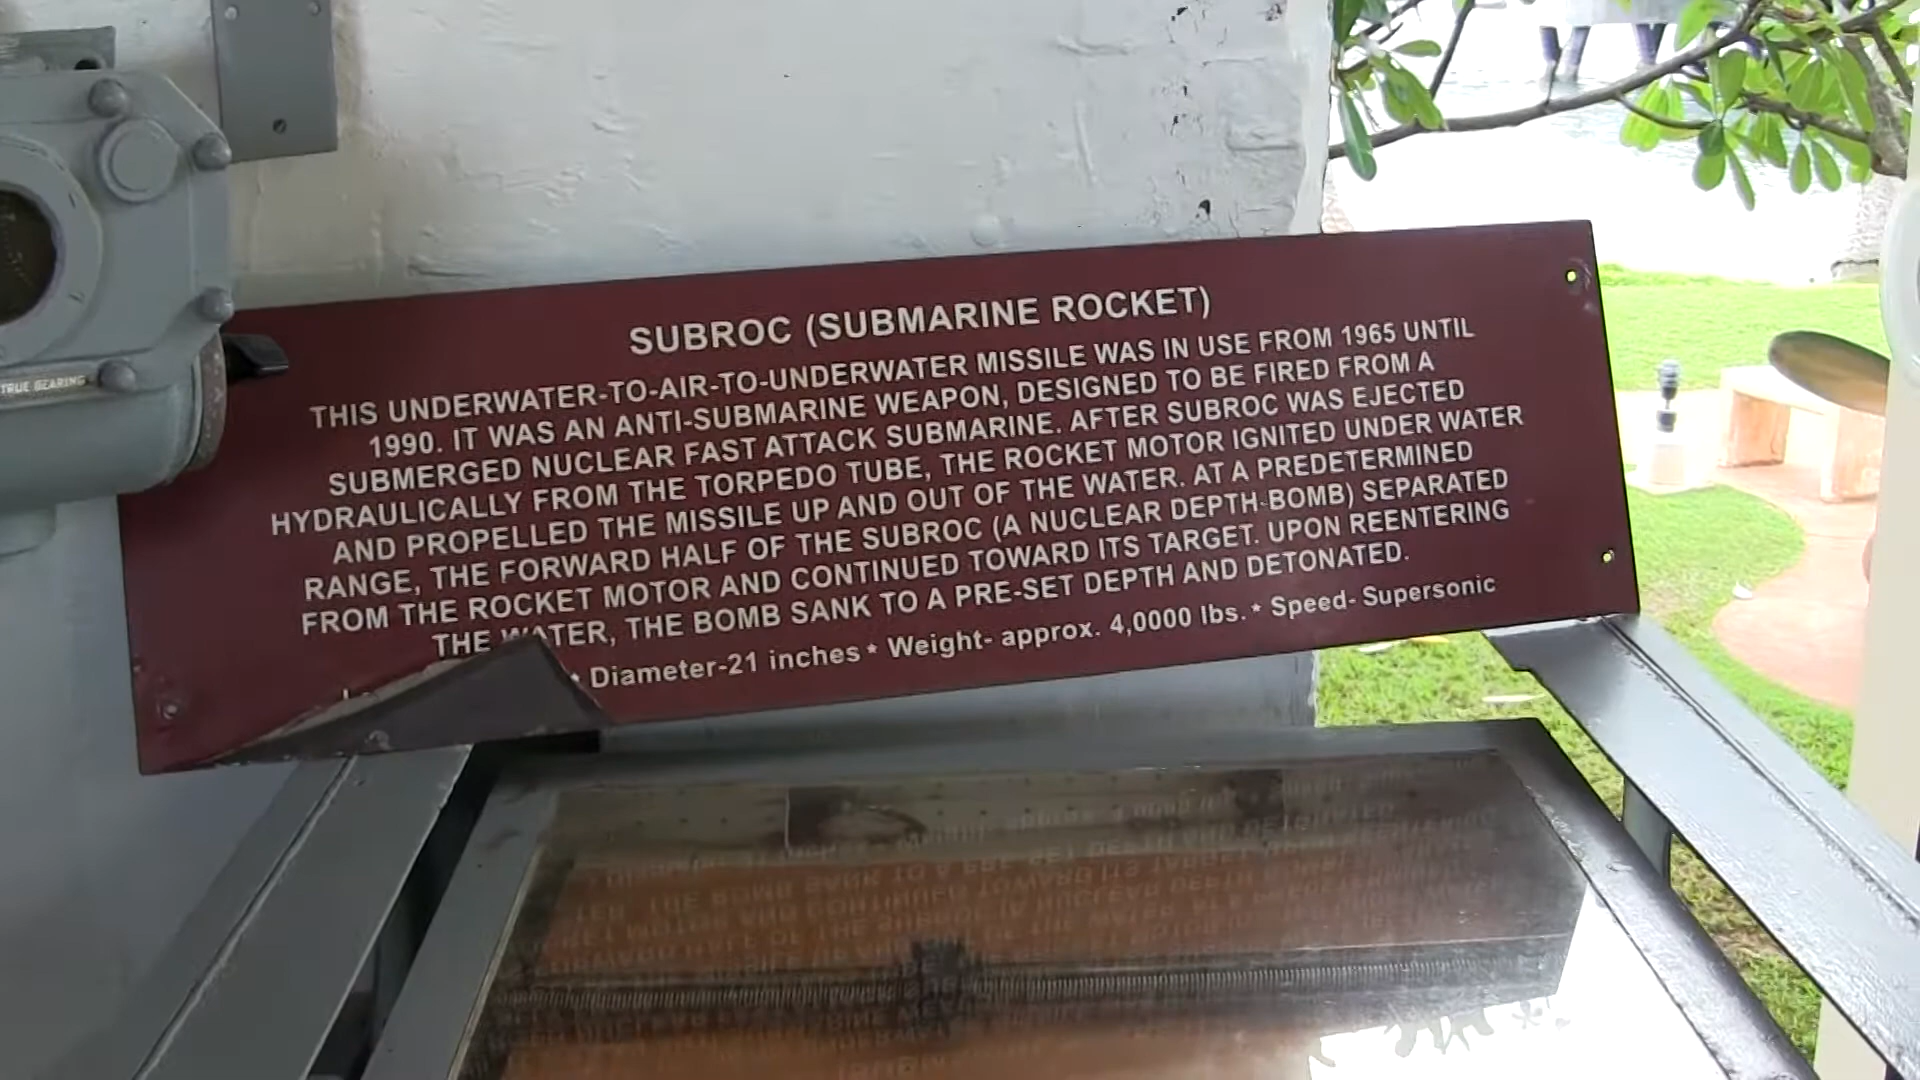 SUBROC (SUBMARINE ROCKET)
THIS UNDERWATER-TO-AIR-TO-UNDERWATER MISSILE WAS IN USE FROM 1965 UNTIL
1990. IT WAS AN ANTI-SUBMARINE WEAPON, DESIGNED TO BE FIRED FROM A
SUBMERGED NUCLEAR FAST ATTACK SUBMARINE. AFTER SUBROC WAS EJECTED
HYDRAULICALLY FROM THE TORPEDO TUBE, THE ROCKET MOTOR IGNITED UNDER WATER
AND PROPELLED THE MISSILE UP AND OUT OF THE WATER. AT A PREDETERMINED
RANGE, THE FORWARD HALF OF THE SUBROC (A NUCLEAR DEPTH-BOMB) SEPARATED
FROM THE ROCKET MOTOR AND CONTINUED TOWARD ITS TARGET. UPON REENTERING
THE WATER, THE BOMB SANK TO A PRE-SET DEPTH AND DETONATED.
* Diameter-21 inches * Weight- approx. 4,0000 lbs. * Speed- Supersonic
TRUE BEARING